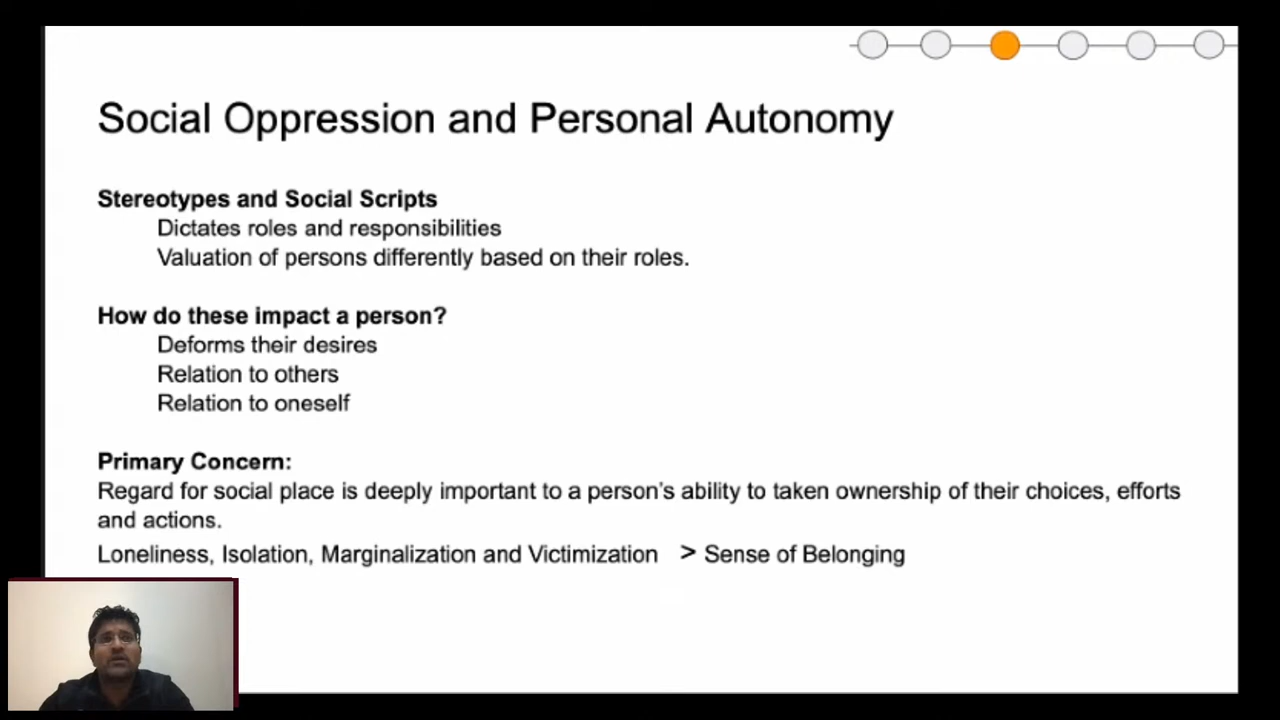 Social Oppression and Personal Autonomy
Stereotypes and Social Scripts
Dictates roles and responsibilities
Valuation of persons differently based on their roles.
How do these impact a person?
Deforms their desires
Relation to others
Relation to oneself
Primary Concern:
Regard for social place is deeply important to a person's ability to taken ownership of their choices, efforts
and actions.
Loneliness, Isolation, Marginalization and Victimization > Sense of Belonging